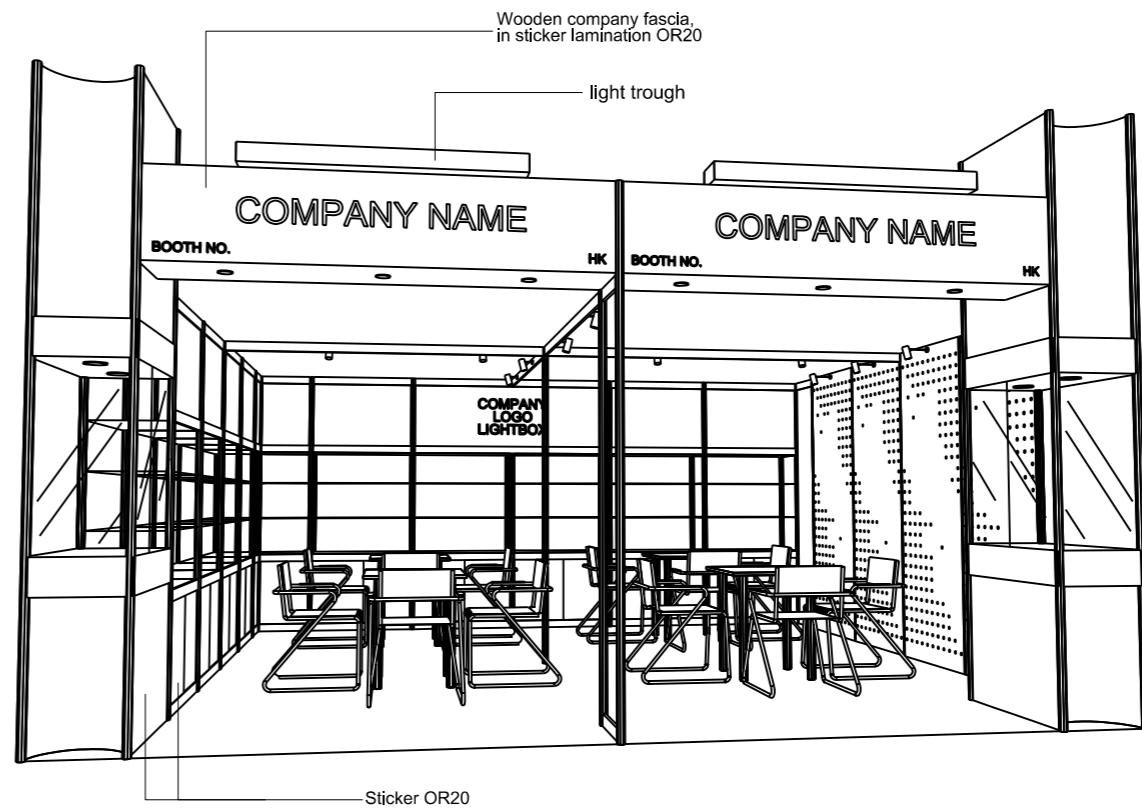 Wooden company fascia,
in sticker lamination OR20
light trough
COMPANY NAME
COMPANY NAME
BOOTH NO.
HK
BOOTH NO.
HK
COMPANY
LOGO
LIGHTBOX
Sticker OR20